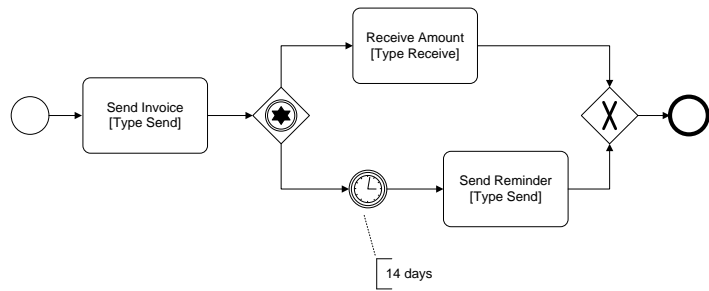 Receive Amount
[Type Receive]
Send Invoice
[Type Send]
Send Reminder
[Type Send]
14 days